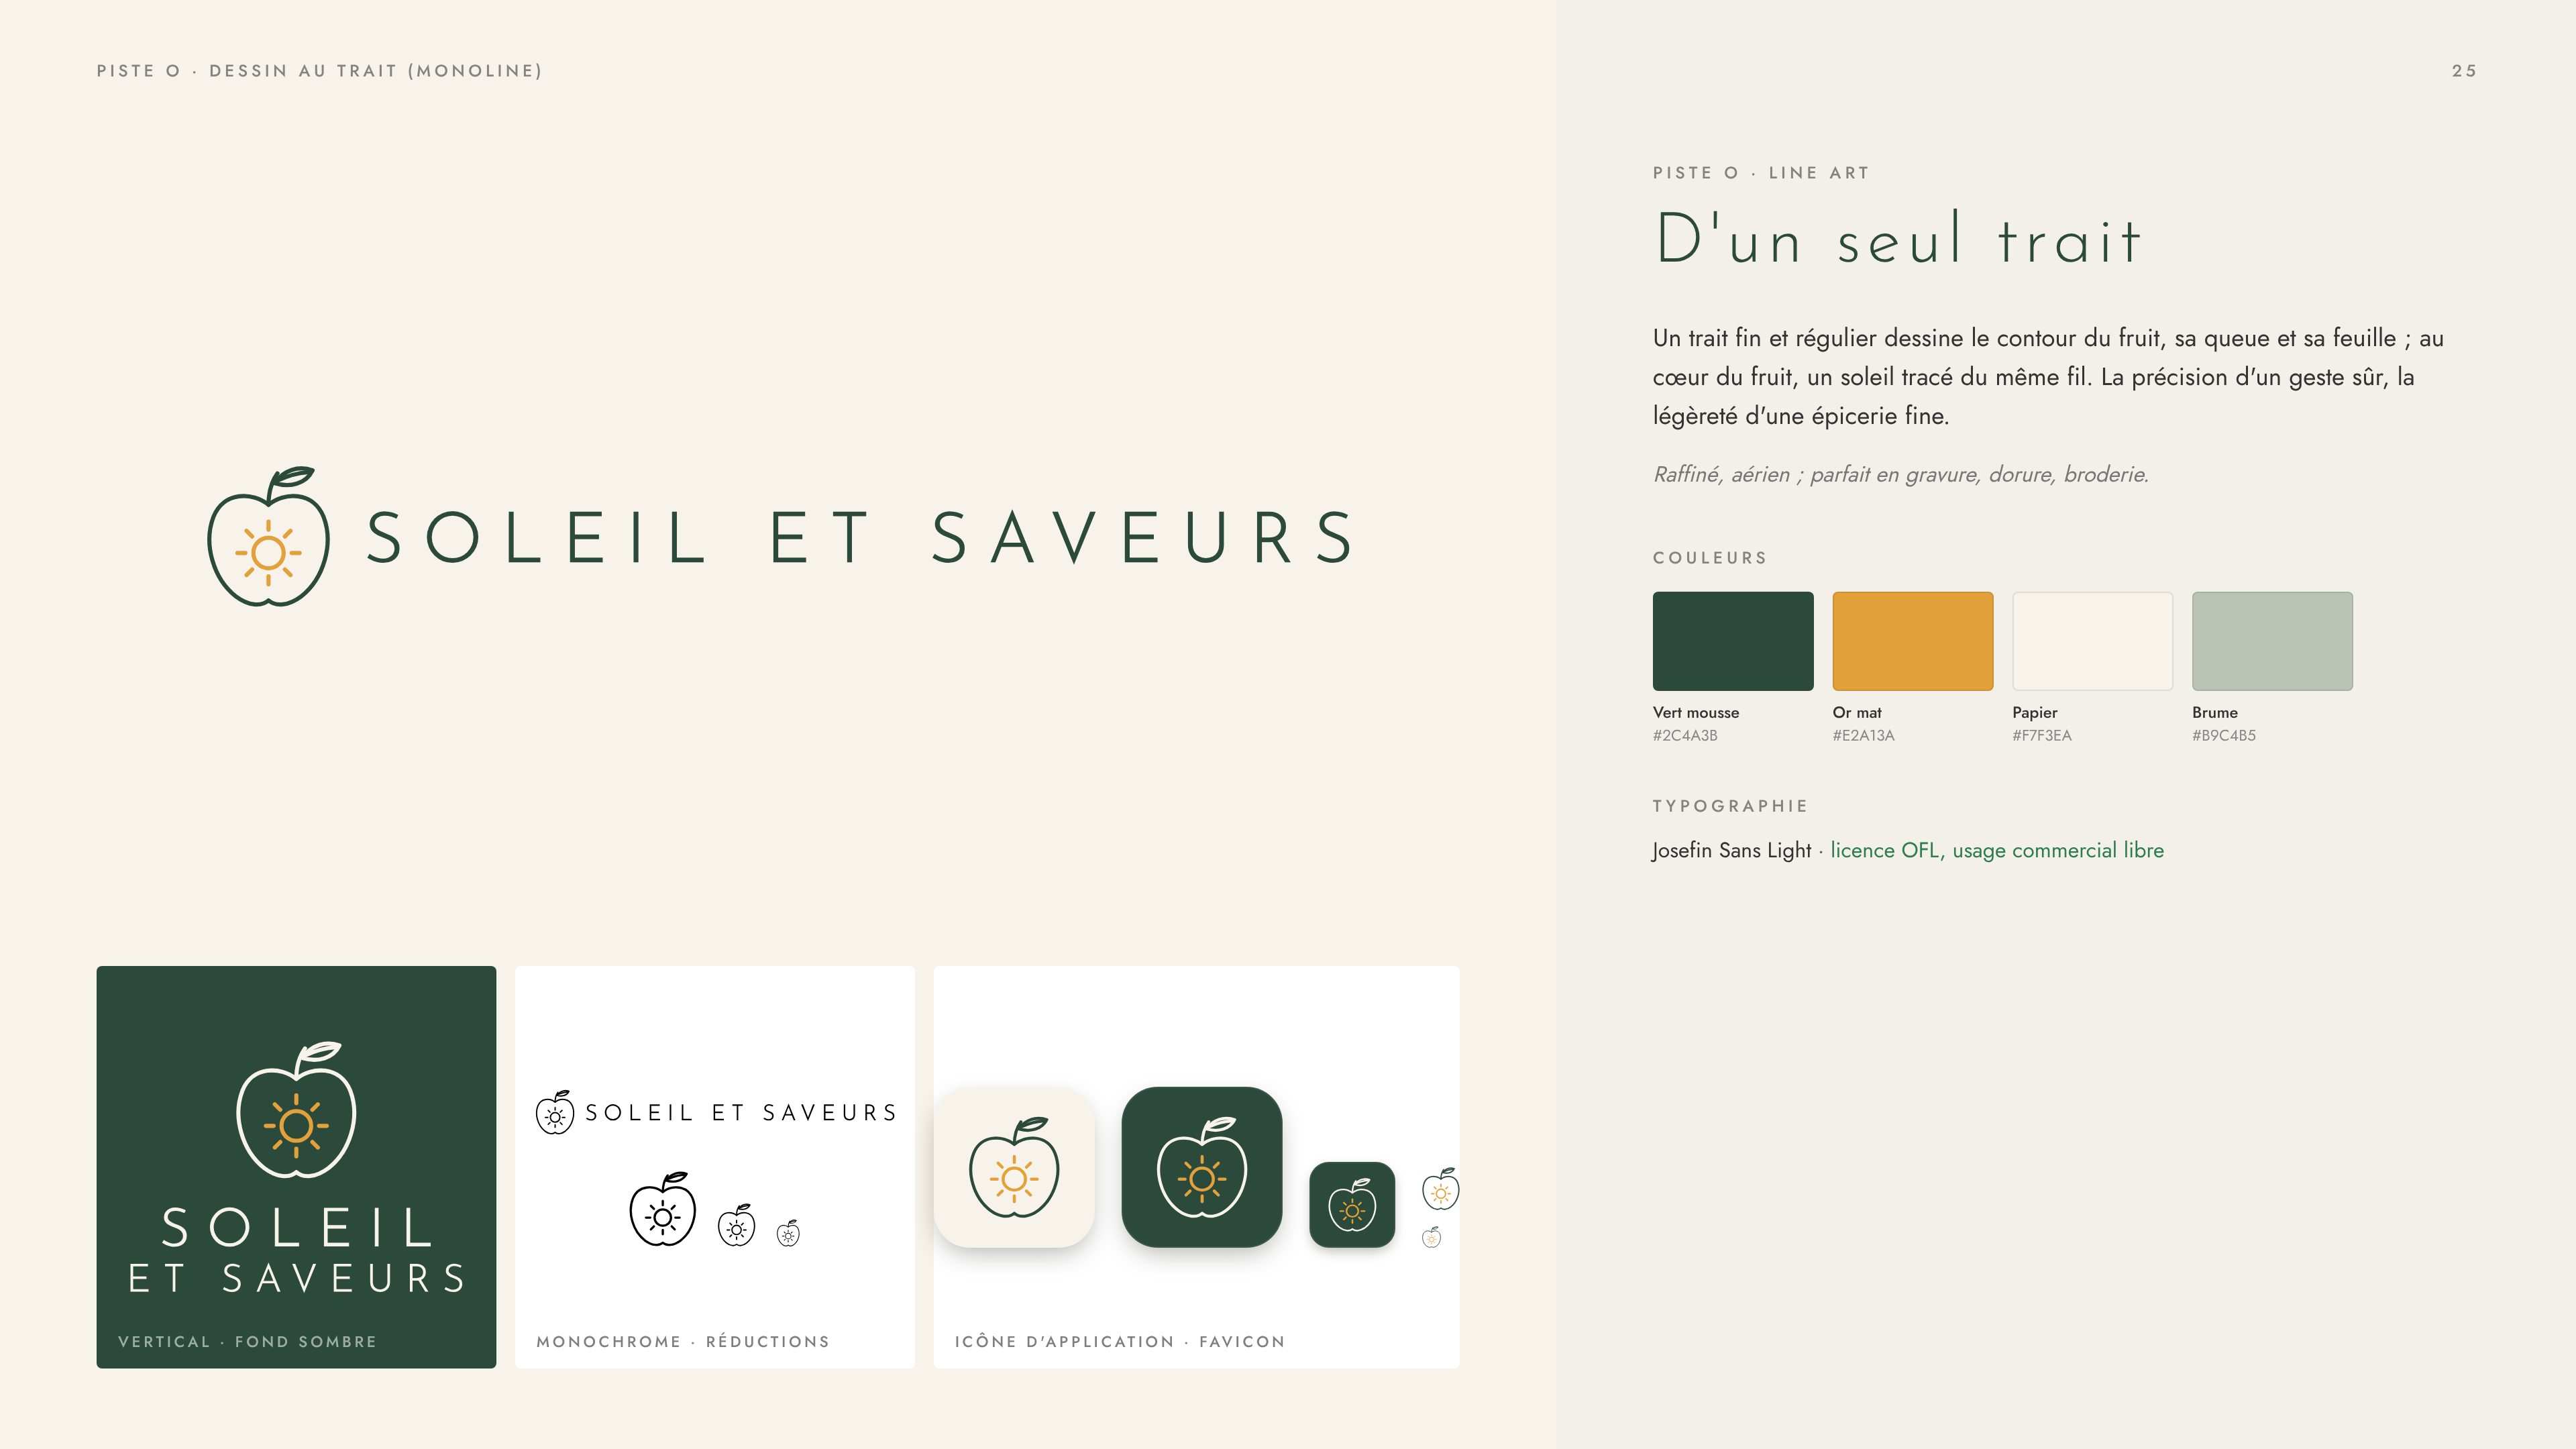 PISTE O · DESSIN AU TRAIT (MONOLINE)
25
SOLEIL ET SAVEURS
SOLEIL
ET SAVEURS
VERTICAL · FOND SOMBRE
SOLEIL ET SAVEURS
MONOCHROME · RÉDUCTIONS
ICÔNE D'APPLICATION · FAVICON
PISTE O · LINE ART
D'un seul trait
Un trait fin et régulier dessine le contour du fruit, sa queue et sa feuille ; au
cœur du fruit, un soleil tracé du même fil. La précision d'un geste sûr, la
légèreté d'une épicerie fine.
Raffiné, aérien ; parfait en gravure, dorure, broderie.
COULEURS
Vert mousse
#2C4A3B
Or mat
#E2A13A
Papier
#F7F3EA
Brume
#B9C4B5
TYPOGRAPHIE
Josefin Sans Light · licence OFL, usage commercial libre